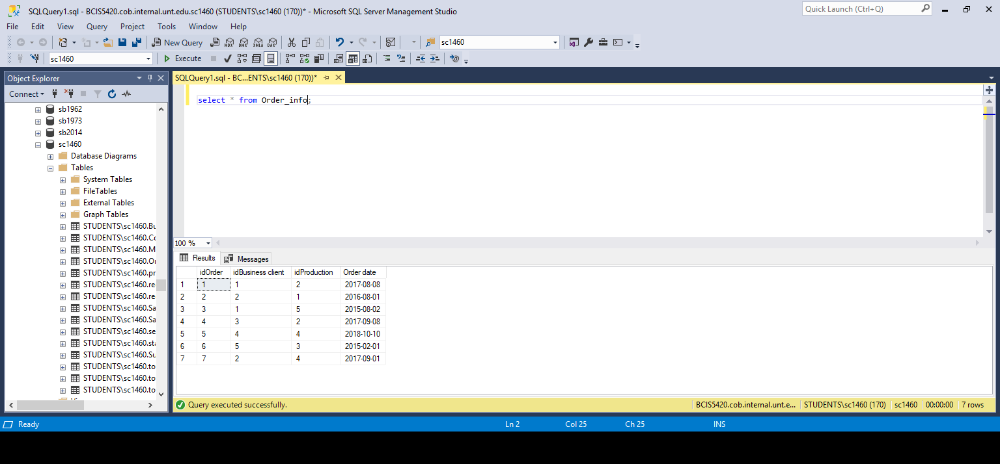 SQLQuery1.sql - BCIS5420.cob.internal.unt.edu.sc1460 (STUDENTS\sc1460 (170))* - Microsoft SQL Server Management Studio
Quick Launch (Ctrl+Q)
File Edit View Query Project Tools Window Help
New Query MDX DMX XMLA DAX sc1460
sc1460 Execute
Object Explorer
Connect
sb1962
sb1973
sb2014
sc1460
Database Diagrams
Tables
System Tables
FileTables
External Tables
Graph Tables
STUDENTS\sc1460.Bu
STUDENTS\sc1460.Co
STUDENTS\sc1460.M
STUDENTS\sc1460.Or
STUDENTS\sc1460.pr
STUDENTS\sc1460.re
STUDENTS\sc1460.re
STUDENTS\sc1460.Sa
STUDENTS\sc1460.Sa
STUDENTS\sc1460.se
STUDENTS\sc1460.sta
STUDENTS\sc1460.Su
STUDENTS\sc1460.to
STUDENTS\sc1460.to
STUDENTS\sc1460.to
SQLQuery1.sql - BC...ENTS\sc1460 (170))*
select * from Order_info;
100 %
Results Messages
idOrder idBusiness client idProduction Order date
1 1 1 2 2017-08-08
2 2 2 1 2016-08-01
3 3 1 5 2015-08-02
4 4 3 2 2017-09-08
5 5 4 4 2018-10-10
6 6 5 3 2015-02-01
7 7 2 4 2017-09-01
Query executed successfully. BCIS5420.cob.internal.unt.e... STUDENTS\sc1460 (170) sc1460 00:00:00 7 rows
Ready Ln 2 Col 25 Ch 25 INS